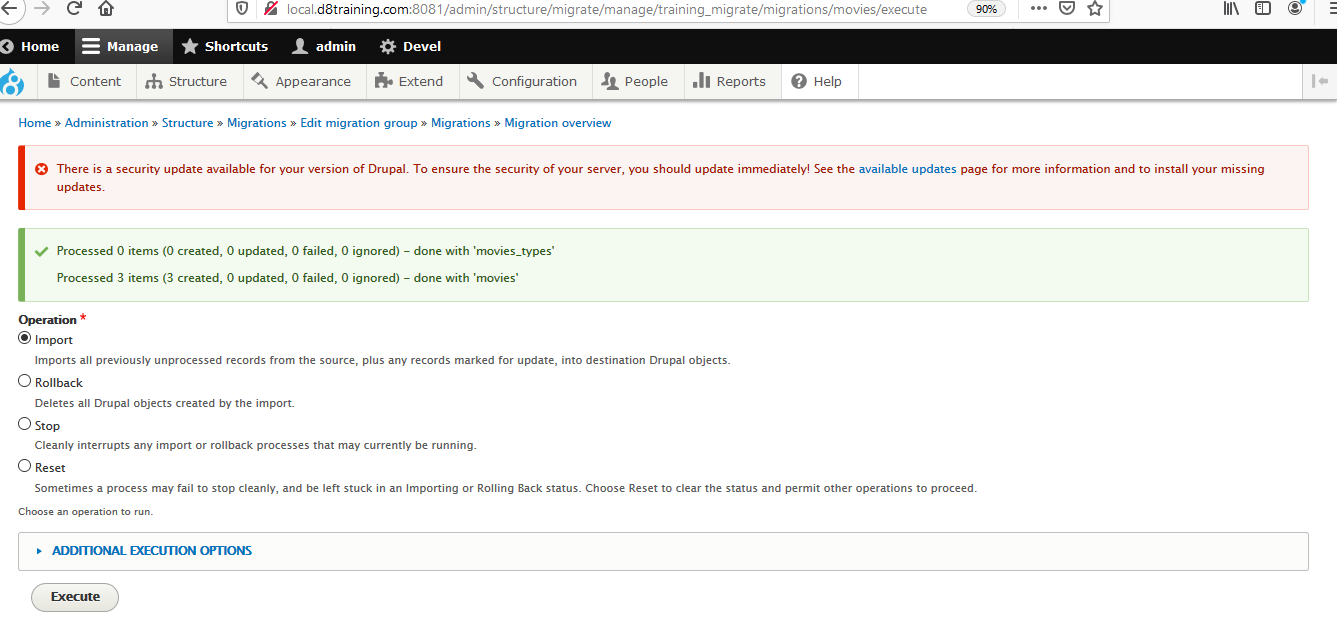 local.d8training.com:8081/admin/structure/migrate/manage/training_migrate/migrations/movies/execute 90%
Home Manage Shortcuts admin Devel
Content Structure Appearance Extend Configuration People Reports Help
Home » Administration » Structure » Migrations » Edit migration group » Migrations » Migration overview
There is a security update available for your version of Drupal. To ensure the security of your server, you should update immediately! See the available updates page for more information and to install your missing
updates.
Processed 0 items (0 created, 0 updated, 0 failed, 0 ignored) – done with 'movies_types'
Processed 3 items (3 created, 0 updated, 0 failed, 0 ignored) – done with 'movies'
Operation *
Import
Imports all previously unprocessed records from the source, plus any records marked for update, into destination Drupal objects.
Rollback
Deletes all Drupal objects created by the import.
Stop
Cleanly interrupts any import or rollback processes that may currently be running.
Reset
Sometimes a process may fail to stop cleanly, and be left stuck in an Importing or Rolling Back status. Choose Reset to clear the status and permit other operations to proceed.
Choose an operation to run.
ADDITIONAL EXECUTION OPTIONS
Execute